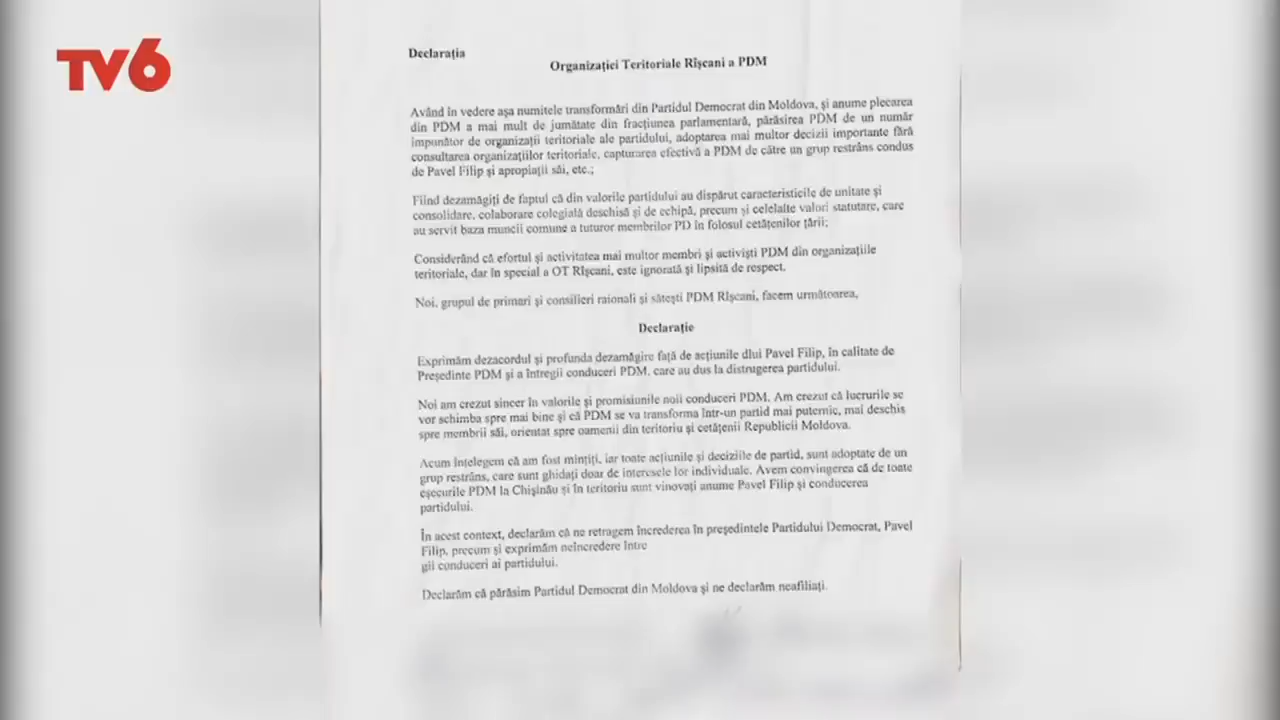 TV6
Declarația
Organizației Teritoriale Rîșcani a PDM
Având în vedere așa numitele transformări din Partidul Democrat din Moldova, și anume plecarea
din PDM a mai mult de jumătate din fracțiunea parlamentară, părăsirea PDM de un număr
impunător de organizații teritoriale ale partidului, adoptarea mai multor decizii importante fără
consultarea organizațiilor teritoriale, capturarea efectivă a PDM de către un grup restrâns condus
de Pavel Filip și apropiații săi, etc.;
Fiind dezamăgiți de faptul că din valorile partidului au dispărut caracteristicile de unitate și
consolidare, colaborare colegială deschisă și de echipă, precum și celelalte valori statutare, care
au servit baza muncii comune a tuturor membrilor PD în folosul cetățenilor țării;
Considerând că efortul și activitatea mai multor membri și activiști PDM din organizațiile
teritoriale, dar în special a OT Rîșcani, este ignorată și lipsită de respect.
Noi, grupul de primari și consilieri raionali și sătești PDM Rîșcani, facem următoarea,
Declarație
Exprimăm dezacordul și profunda dezamăgire față de acțiunile dlui Pavel Filip, în calitate de
Președinte PDM și a întregii conduceri PDM, care au dus la distrugerea partidului.
Noi am crezut sincer în valorile și promisiunile noii conduceri PDM. Am crezut că lucrurile se
vor schimba spre mai bine și că PDM se va transforma într-un partid mai puternic, mai deschis
spre membrii săi, orientat spre oamenii din teritoriu și cetățenii Republicii Moldova.
Acum înțelegem că am fost mințiți, iar toate acțiunile și deciziile de partid, sunt adoptate de un
grup restrâns, care sunt ghidați doar de interesele lor individuale. Avem convingerea că de toate
eșecurile PDM la Chișinău și în teritoriu sunt vinovați anume Pavel Filip și conducerea
partidului.
În acest context, declarăm că ne retragem încrederea în președintele Partidului Democrat, Pavel
Filip, precum și exprimăm neîncredere între
gii conduceri ai partidului.
Declarăm că părăsim Partidul Democrat din Moldova și ne declarăm neafiliați.